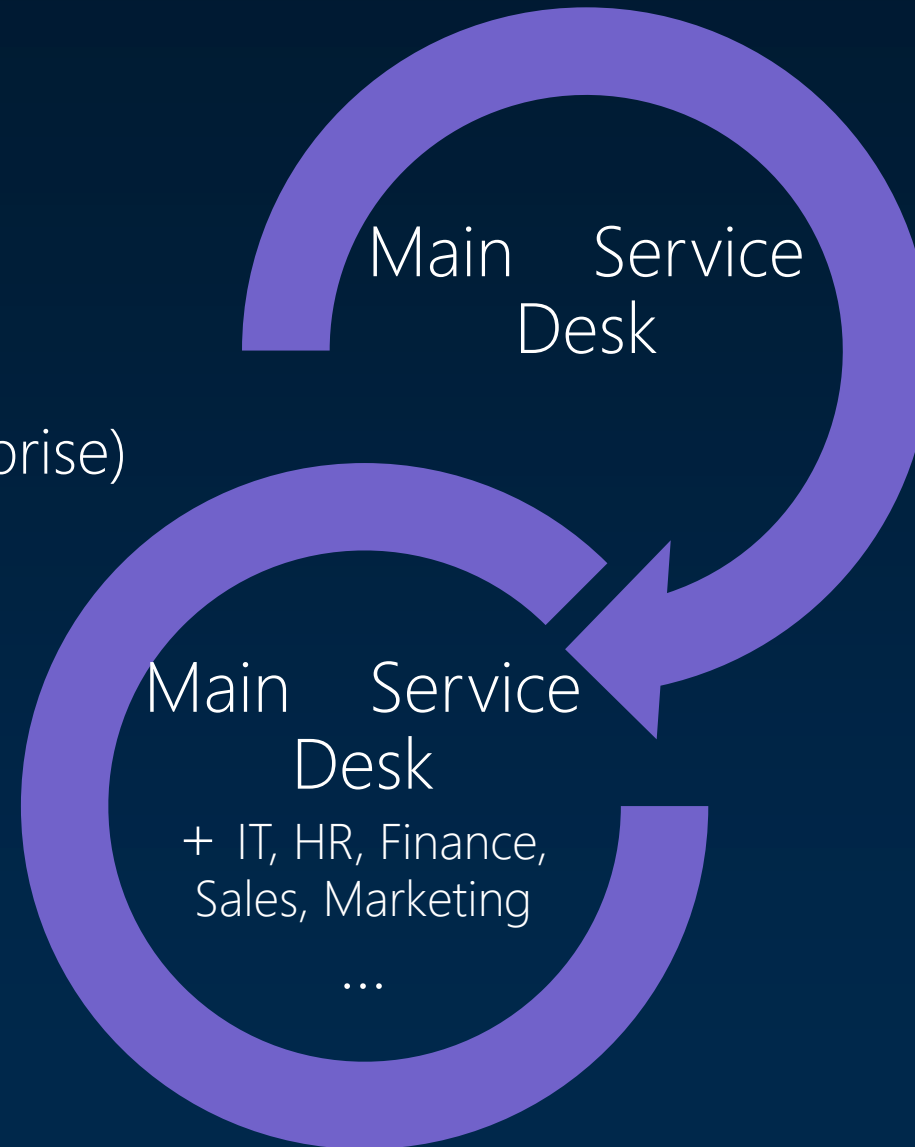 Main Service
Desk
prise)
Main Service
Desk
+ IT, HR, Finance,
Sales, Marketing
...